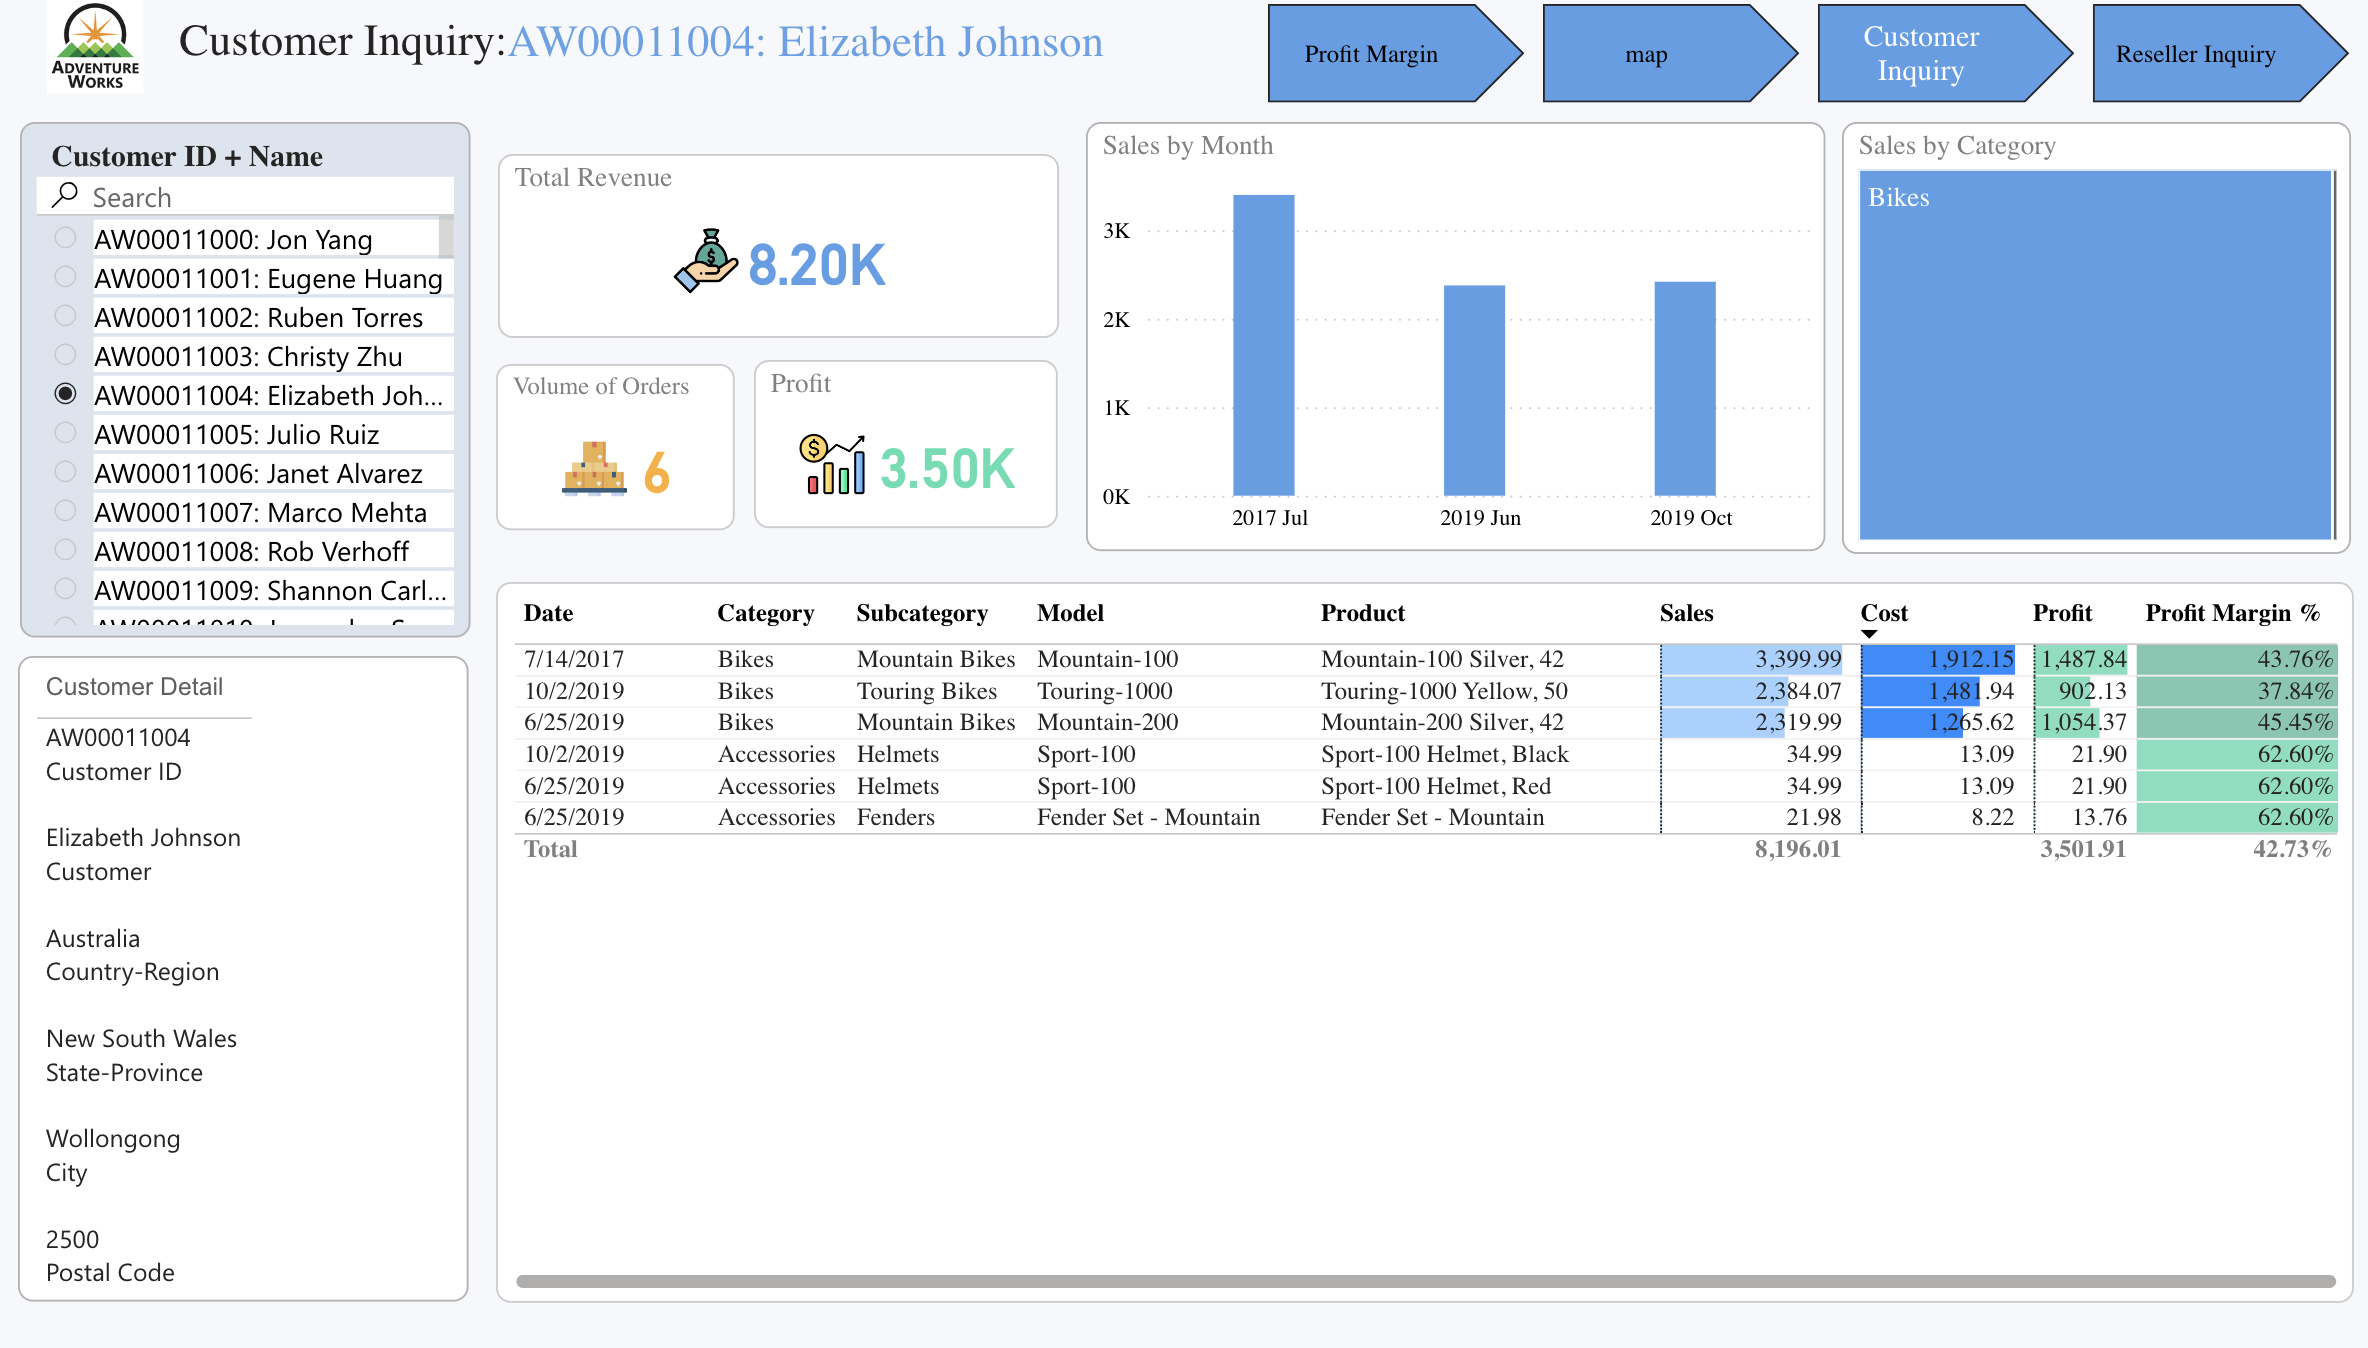 ADVENTURE
WORKS
Customer Inquiry:AW00011004: Elizabeth Johnson
Profit Margin
map
Customer
Inquiry
Reseller Inquiry
Customer ID + Name
Search
AW00011000: Jon Yang
AW00011001: Eugene Huang
AW00011002: Ruben Torres
AW00011003: Christy Zhu
AW00011004: Elizabeth Joh...
AW00011005: Julio Ruiz
AW00011006: Janet Alvarez
AW00011007: Marco Mehta
AW00011008: Rob Verhoff
AW00011009: Shannon Carl...
Customer Detail
AW00011004
Customer ID
Elizabeth Johnson
Customer
Australia
Country-Region
New South Wales
State-Province
Wollongong
City
2500
Postal Code
Total Revenue
8.20K
Volume of Orders
6
Profit
3.50K
Sales by Month
3K
2K
1K
0K
2017 Jul 2019 Jun 2019 Oct
Sales by Category
Bikes
Date Category Subcategory Model Product Sales Cost Profit Profit Margin %
7/14/2017 Bikes Mountain Bikes Mountain-100 Mountain-100 Silver, 42 3,399.99 1,912.15 1,487.84 43.76%
10/2/2019 Bikes Touring Bikes Touring-1000 Touring-1000 Yellow, 50 2,384.07 1,481.94 902.13 37.84%
6/25/2019 Bikes Mountain Bikes Mountain-200 Mountain-200 Silver, 42 2,319.99 1,265.62 1,054.37 45.45%
10/2/2019 Accessories Helmets Sport-100 Sport-100 Helmet, Black 34.99 13.09 21.90 62.60%
6/25/2019 Accessories Helmets Sport-100 Sport-100 Helmet, Red 34.99 13.09 21.90 62.60%
6/25/2019 Accessories Fenders Fender Set - Mountain Fender Set - Mountain 21.98 8.22 13.76 62.60%
Total 8,196.01 3,501.91 42.73%